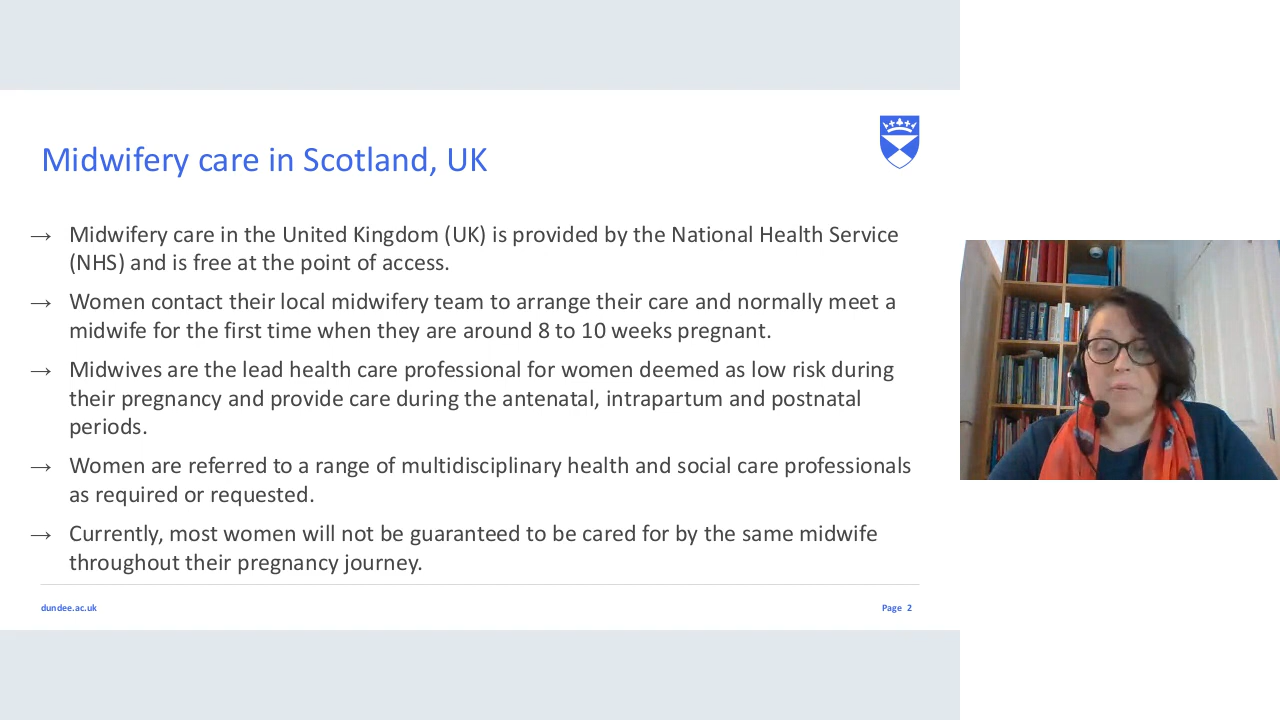 Midwifery care in Scotland, UK
→ Midwifery care in the United Kingdom (UK) is provided by the National Health Service
(NHS) and is free at the point of access.
→ Women contact their local midwifery team to arrange their care and normally meet a
midwife for the first time when they are around 8 to 10 weeks pregnant.
→ Midwives are the lead health care professional for women deemed as low risk during
their pregnancy and provide care during the antenatal, intrapartum and postnatal
periods.
→ Women are referred to a range of multidisciplinary health and social care professionals
as required or requested.
→ Currently, most women will not be guaranteed to be cared for by the same midwife
throughout their pregnancy journey.
dundee.ac.uk
Page 2